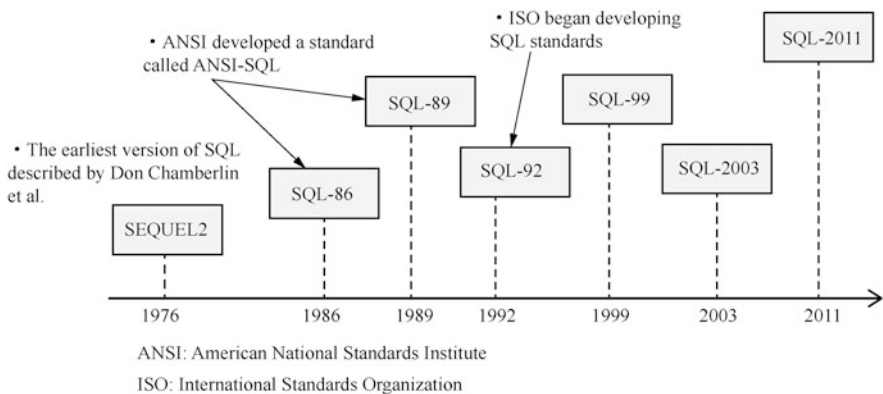 • ISO began developing
SQL standards
SQL-2011
• ANSI developed a standard
called ANSI-SQL
SQL-89
SQL-99
• The earliest version of SQL
described by Don Chamberlin
et al.
SQL-86
SQL-92
SQL-2003
SEQUEL2
1976
1986
1989
1992
1999
2003
2011
ANSI: American National Standards Institute
ISO: International Standards Organization